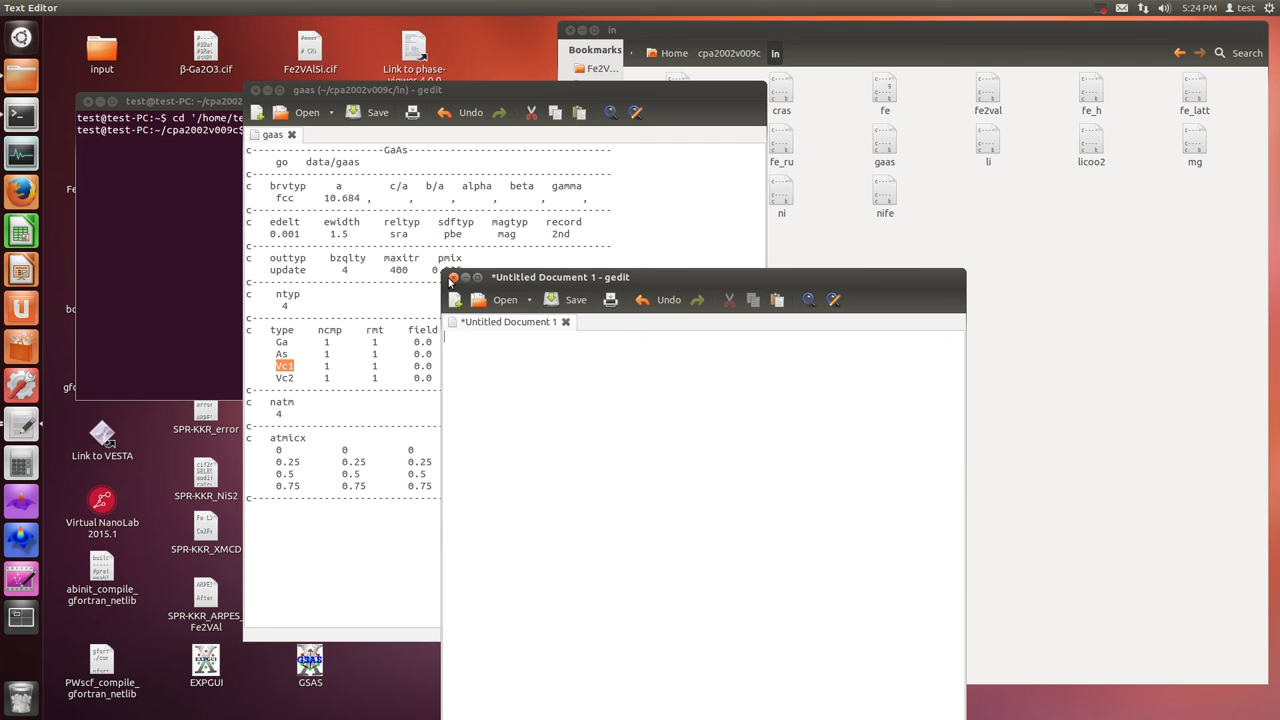 Text Editor
5:24 PM
test
input
β-Ga2O3.cif
Fe2VAlSi.cif
Link to phase-
in
Bookmarks
Home
cpa2002v009c
in
Search
Fe2V...
cras
fe
fe2val
fe_h
fe_latt
fe_ru
gaas
li
licoo2
mg
ni
nife
test@test-PC: ~/cpa2002
test@test-PC:~$ cd '/home/te
test@test-PC:~/cpa2002v009c$
gaas (~/cpa2002v009c/in) - gedit
Open
Save
Undo
gaas
c--------------------GaAs------------------------------
go data/gaas
c------------------------------------------------------
c brvtyp a c/a b/a alpha beta gamma
fcc 10.684 , , , , , ,
c------------------------------------------------------
c edelt ewidth reltyp sdftyp magtyp record
0.001 1.5 sra pbe mag 2nd
c------------------------------------------------------
c outtyp bzqlty maxitr pmix
update 4 400
c
c ntyp
4
c
c type ncmp rmt field
Ga 1 1 0.0
As 1 1 0.0
Vc1 1 1 0.0
Vc2 1 1 0.0
c
c natm
4
c
c atmicx
0 0 0
0.25 0.25 0.25
0.5 0.5 0.5
0.75 0.75 0.75
c
*Untitled Document 1 - gedit
Open
Save
Undo
*Untitled Document 1
SPR-KKR_error
Link to VESTA
SPR-KKR_NiS2
Virtual NanoLab
2015.1
SPR-KKR_XMCD
abinit_compile_
gfortran_netlib
SPR-KKR_ARPES_
Fe2VAl
PWscf_compile_
gfortran_netlib
EXPGUI
GSAS